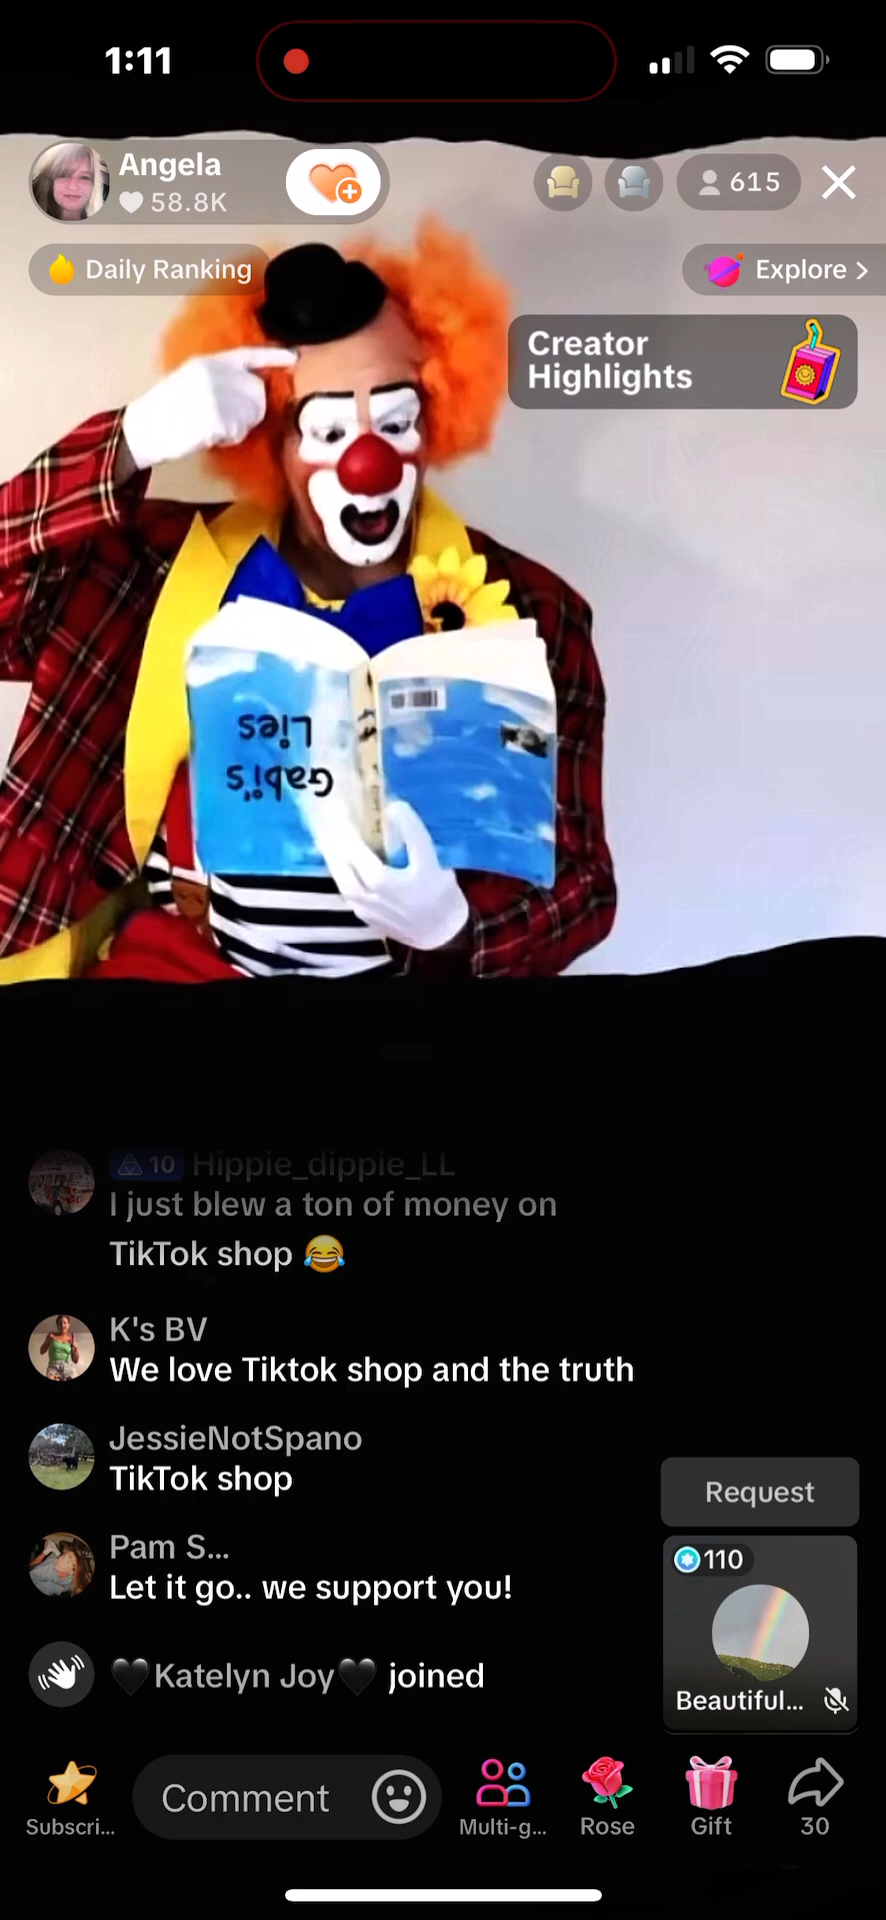 1:11
Angela
58.8K
615
Daily Ranking
Explore >
Creator
Highlights
Gabi's
Lies
10 Hippie_dippie_LL
I just blew a ton of money on
TikTok shop 😂
K's BV
We love Tiktok shop and the truth
JessieNotSpano
TikTok shop
Pam S...
Let it go.. we support you!
🖤Katelyn Joy🖤 joined
Request
110
Beautiful...
Subscri...
Comment
Multi-g...
Rose
Gift
30